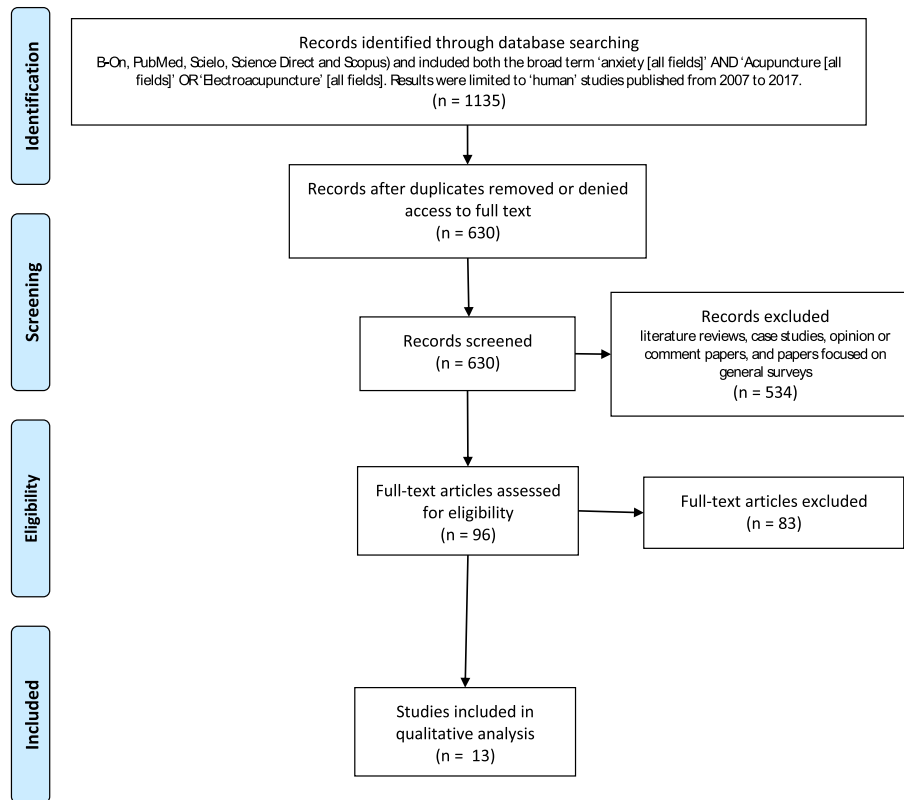 Identification
Records identified through database searching
B-On, PubMed, Scielo, Science Direct and Scopus) and included both the broad term ‘anxiety [all fields]’ AND ‘Acupuncture [all
fields]’ OR ‘Electroacupuncture’ [all fields]. Results were limited to ‘human’ studies published from 2007 to 2017.
(n = 1135)
Records after duplicates removed or denied
access to full text
(n = 630)
Screening
Records screened
(n = 630)
Records excluded
literature reviews, case studies, opinion or
comment papers, and papers focused on
general surveys
(n = 534)
Eligibility
Full-text articles assessed
for eligibility
(n = 96)
Full-text articles excluded
(n = 83)
Included
Studies included in
qualitative analysis
(n = 13)